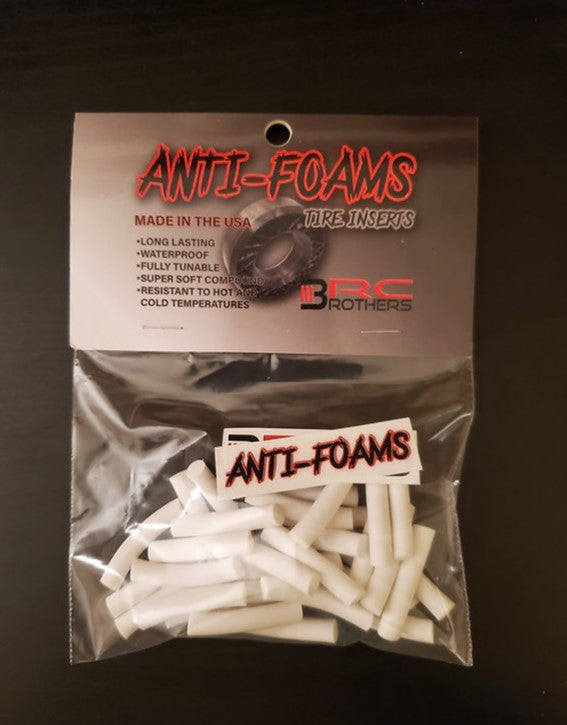 ANTI-FOAMS
TIRE INSERTS
MADE IN THE USA
•LONG LASTING
•WATERPROOF
•FULLY TUNABLE
•SUPER SOFT COMPOUND
•RESISTANT TO HOT AND
COLD TEMPERATURES
3RC
BROTHERS
ANTI-FOAMS